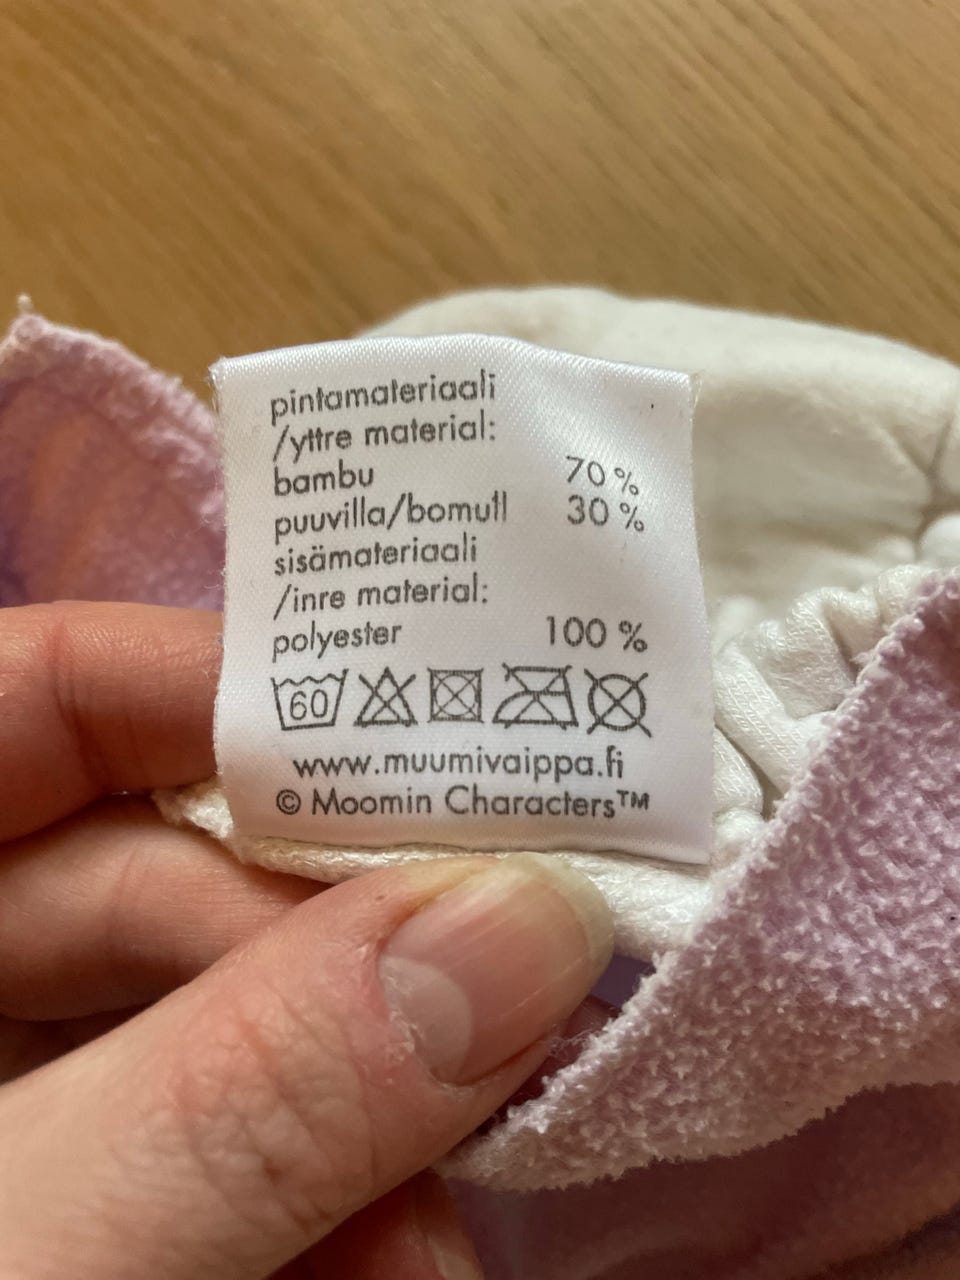 pintamateriaali
/yttre material:
bambu 70 %
puuvilla/bomull 30 %
sisämateriaali
/inre material:
polyester 100 %
60
www.muumivaippa.fi
© Moomin Characters™